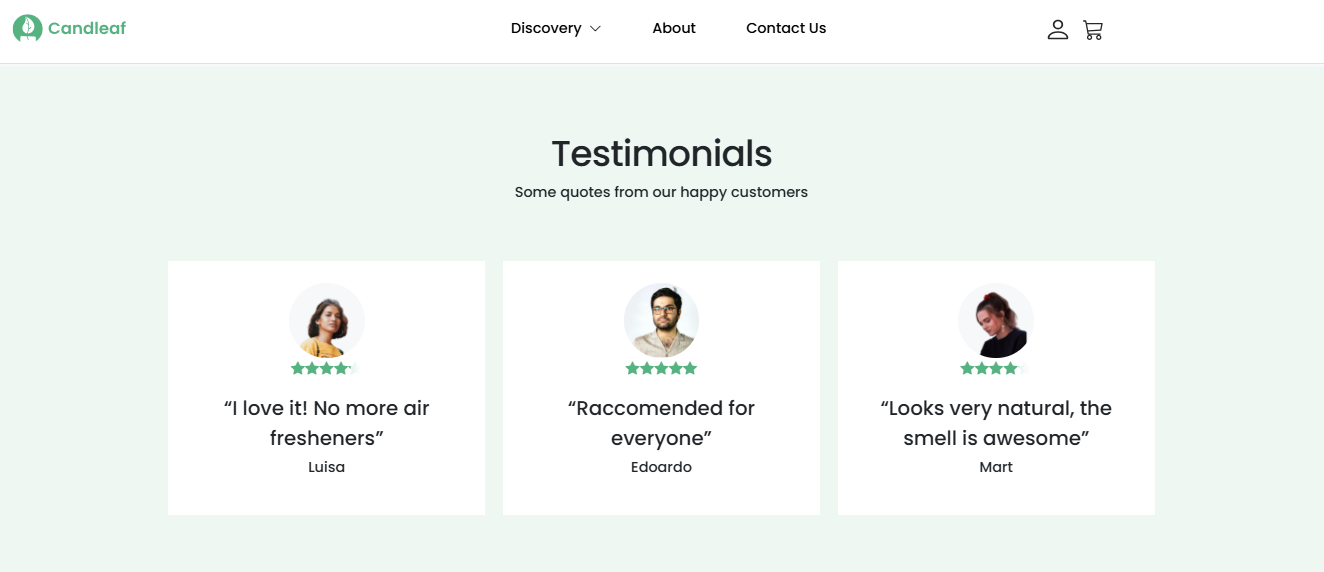 Candleaf
Discovery
About
Contact Us
Testimonials
Some quotes from our happy customers
“I love it! No more air
fresheners”
Luisa
“Raccomended for
everyone”
Edoardo
“Looks very natural, the
smell is awesome”
Mart